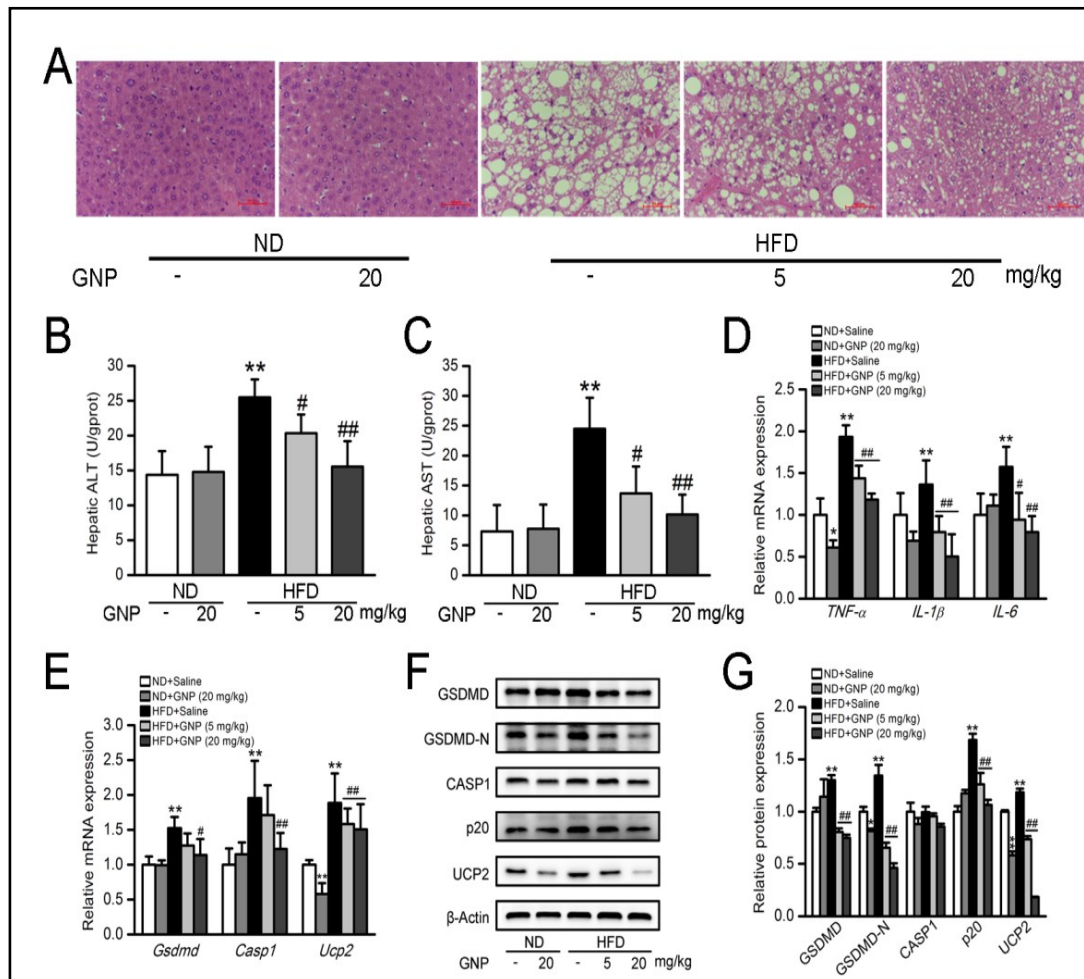 A
ND
HFD
GNP - 20 - 5 20 mg/kg
B
Hepatic ALT (U/gprot)
35
30
25
20
15
10
5
0
**
#
##
ND HFD
GNP - 20 - 5 20 mg/kg
C
Hepatic AST (U/gprot)
35
30
25
20
15
10
5
0
**
#
##
ND HFD
GNP - 20 - 5 20 mg/kg
D
ND+Saline
ND+GNP (20 mg/kg)
HFD+Saline
HFD+GNP (5 mg/kg)
HFD+GNP (20 mg/kg)
Relative mRNA expression
2.5
2.0
1.5
1.0
0.5
0.0
* ** ##
** ##
** # ##
TNF-α IL-1β IL-6
E
ND+Saline
ND+GNP (20 mg/kg)
HFD+Saline
HFD+GNP (5 mg/kg)
HFD+GNP (20 mg/kg)
Relative mRNA expression
3.0
2.5
2.0
1.5
1.0
0.5
0.0
** #
** ##
** ** ##
Gsdmd Casp1 Ucp2
F
GSDMD
GSDMD-N
CASP1
p20
UCP2
β-Actin
ND HFD
GNP - 20 - 5 20 mg/kg
G
ND+Saline
ND+GNP (20 mg/kg)
HFD+Saline
HFD+GNP (5 mg/kg)
HFD+GNP (20 mg/kg)
Relative protein expression
2.0
1.5
1.0
0.5
0.0
** ##
* ** ##
** ##
** ** ##
GSDMD GSDMD-N CASP1 p20 UCP2